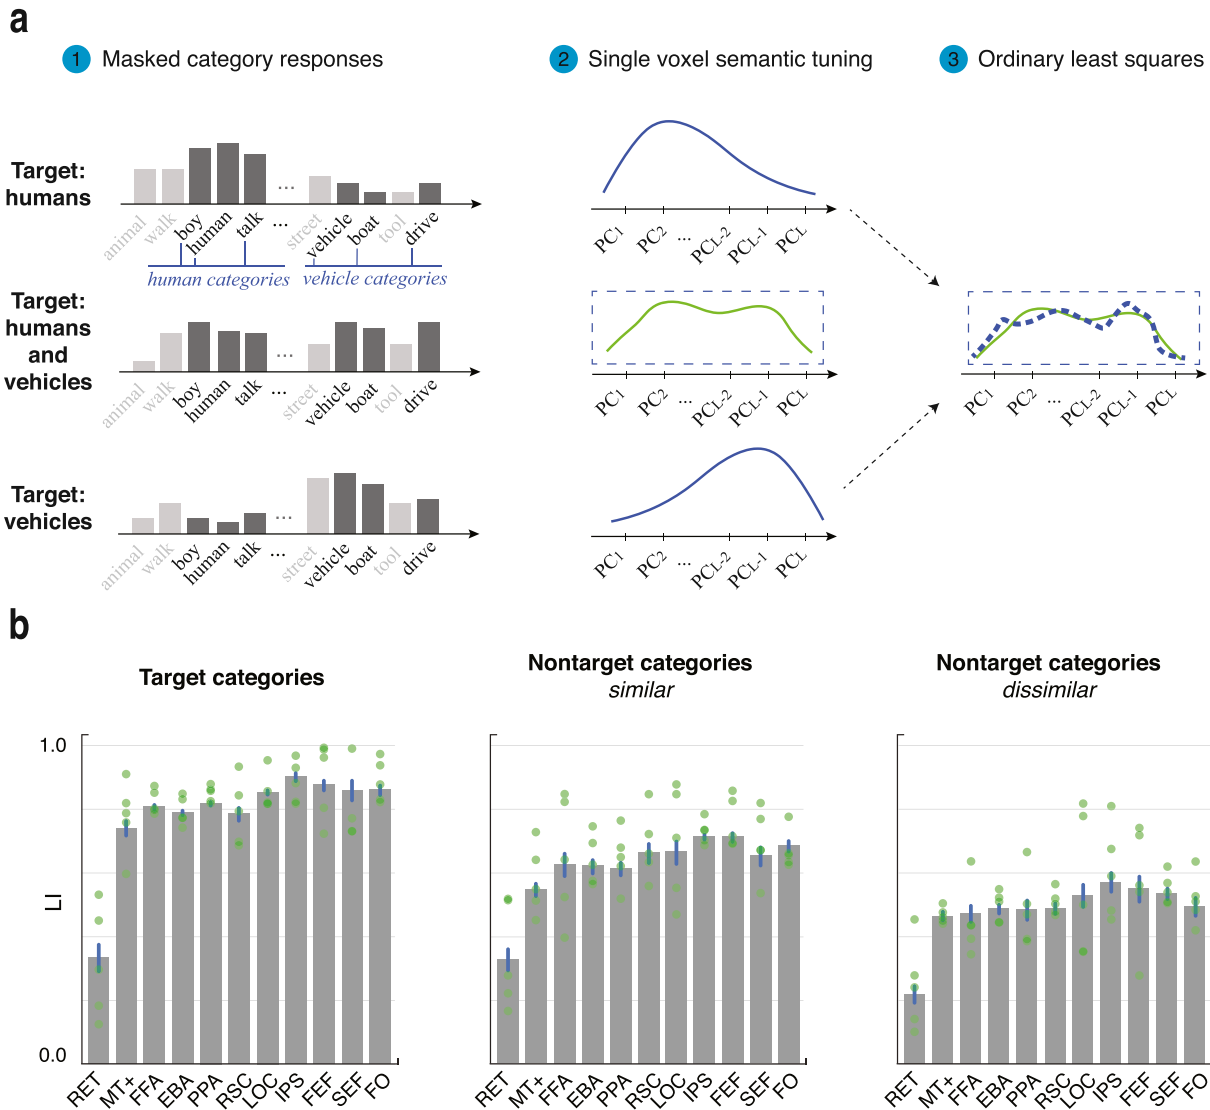 a
1 Masked category responses
2 Single voxel semantic tuning
3 Ordinary least squares
Target:
humans
animal walk boy human talk ... street vehicle boat tool drive
human categories vehicle categories
PC1 PC2 ... PCL-2 PCL-1 PCL
Target:
humans
and
vehicles
animal walk boy human talk ... street vehicle boat tool drive
PC1 PC2 ... PCL-2 PCL-1 PCL
PC1 PC2 ... PCL-2 PCL-1 PCL
Target:
vehicles
animal walk boy human talk ... street vehicle boat tool drive
PC1 PC2 ... PCL-2 PCL-1 PCL
b
Target categories
Nontarget categories
similar
Nontarget categories
dissimilar
1.0
LI
0.0
RET MT+ FFA EBA PPA RSC LOC IPS FEF SEF FO
RET MT+ FFA EBA PPA RSC LOC IPS FEF SEF FO
RET MT+ FFA EBA PPA RSC LOC IPS FEF SEF FO